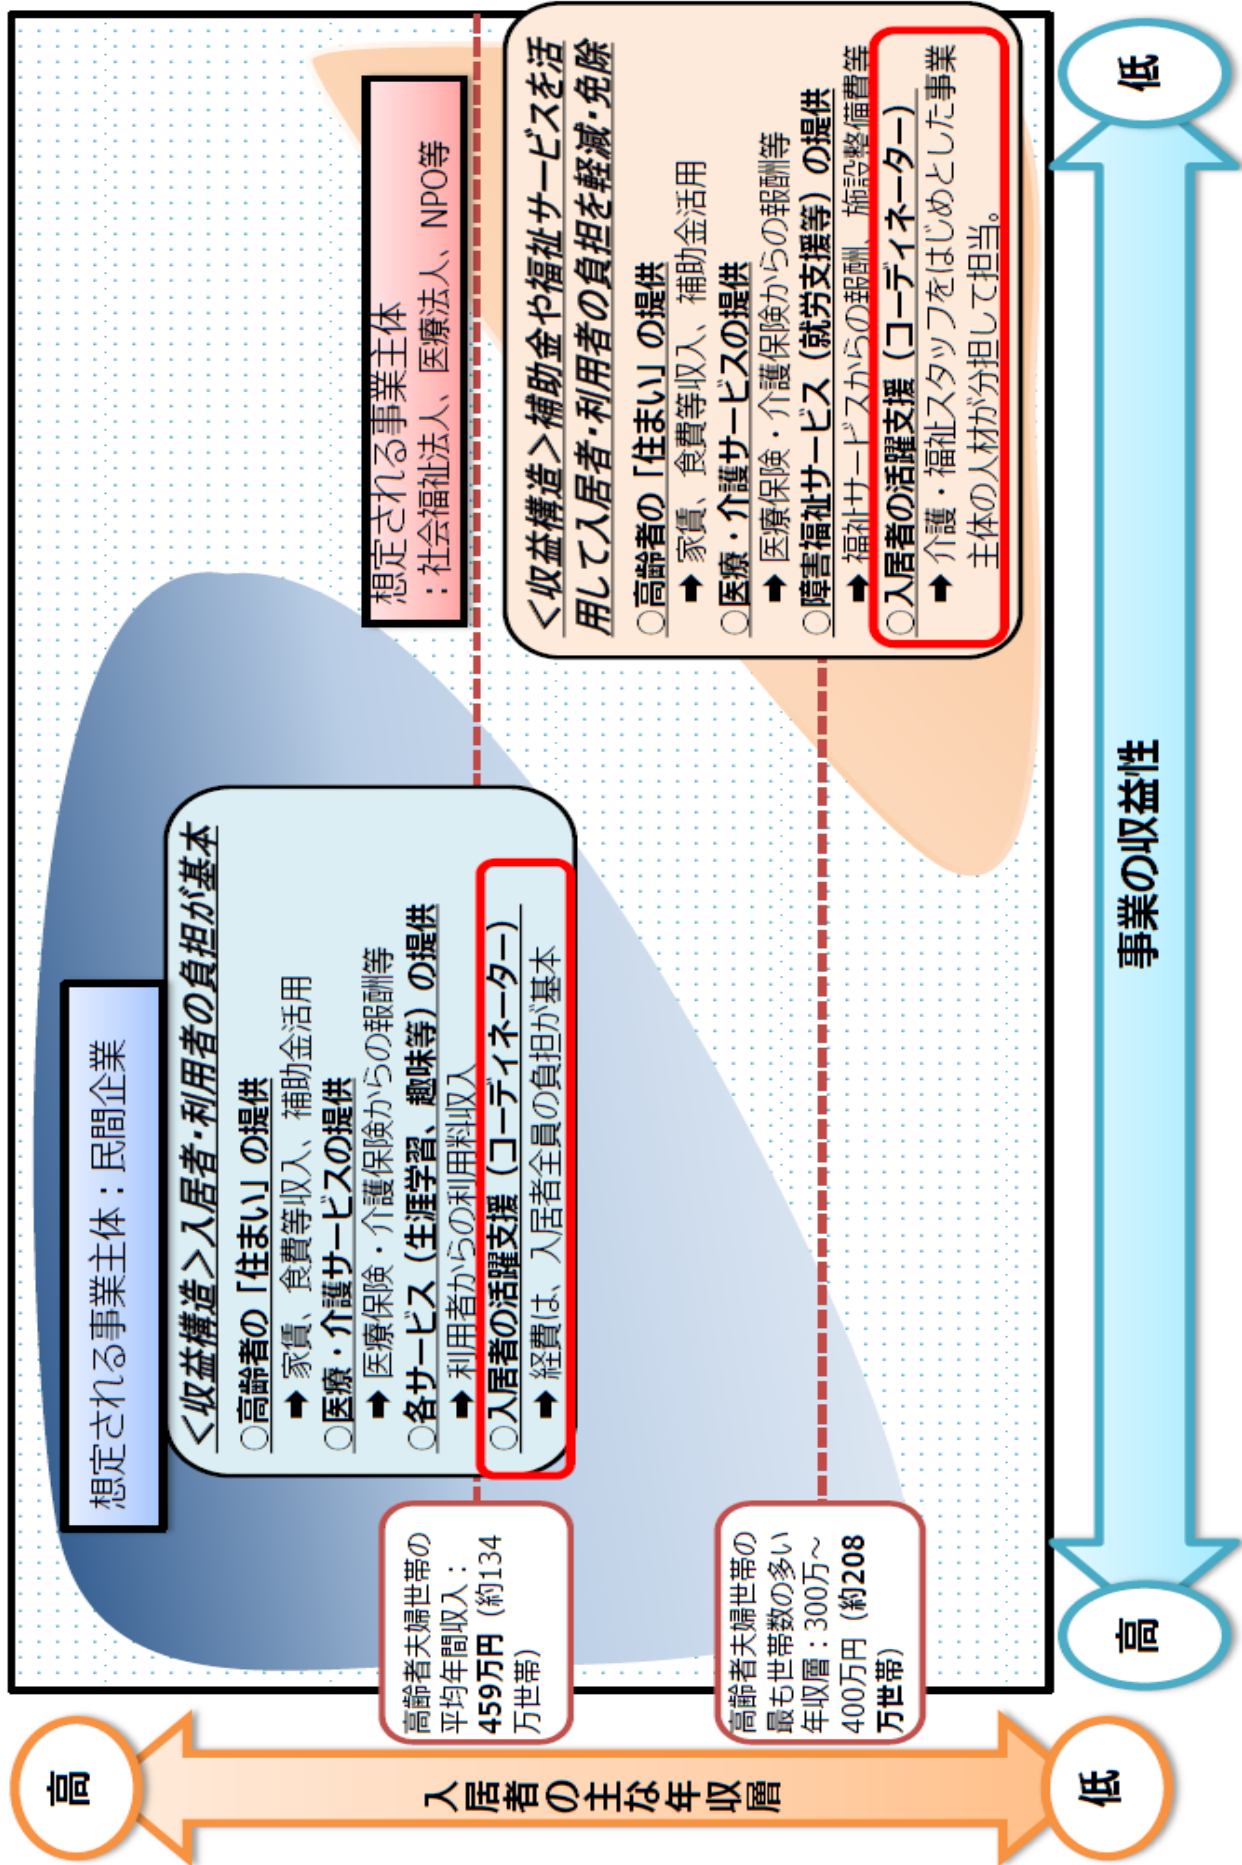 高
入居者の主な年収層
低
想定される事業主体：民間企業
＜収益構造＞入居者・利用者の負担が基本
○高齢者の「住まい」の提供
➡ 家賃、食費等収入、補助金活用
○医療・介護サービスの提供
➡ 医療保険・介護保険からの報酬等
○各サービス（生涯学習、趣味等）の提供
➡ 利用者からの利用料収入
○入居者の活躍支援（コーディネーター）
➡ 経費は、入居者全員の負担が基本
高齢者夫婦世帯の
平均年間収入：
459万円（約134
万世帯）
高齢者夫婦世帯の
最も世帯数の多い
年収層：300万～
400万円（約208
万世帯）
想定される事業主体
：社会福祉法人、医療法人、NPO等
＜収益構造＞補助金や福祉サービスを活
用して入居者・利用者の負担を軽減・免除
○高齢者の「住まい」の提供
➡ 家賃、食費等収入、補助金活用
○医療・介護サービスの提供
➡ 医療保険・介護保険からの報酬等
○障害福祉サービス（就労支援等）の提供
➡ 福祉サービスからの報酬、施設整備費等
○入居者の活躍支援（コーディネーター）
➡ 介護・福祉スタッフをはじめとした事業
主体の人材が分担して担当。
高
事業の収益性
低